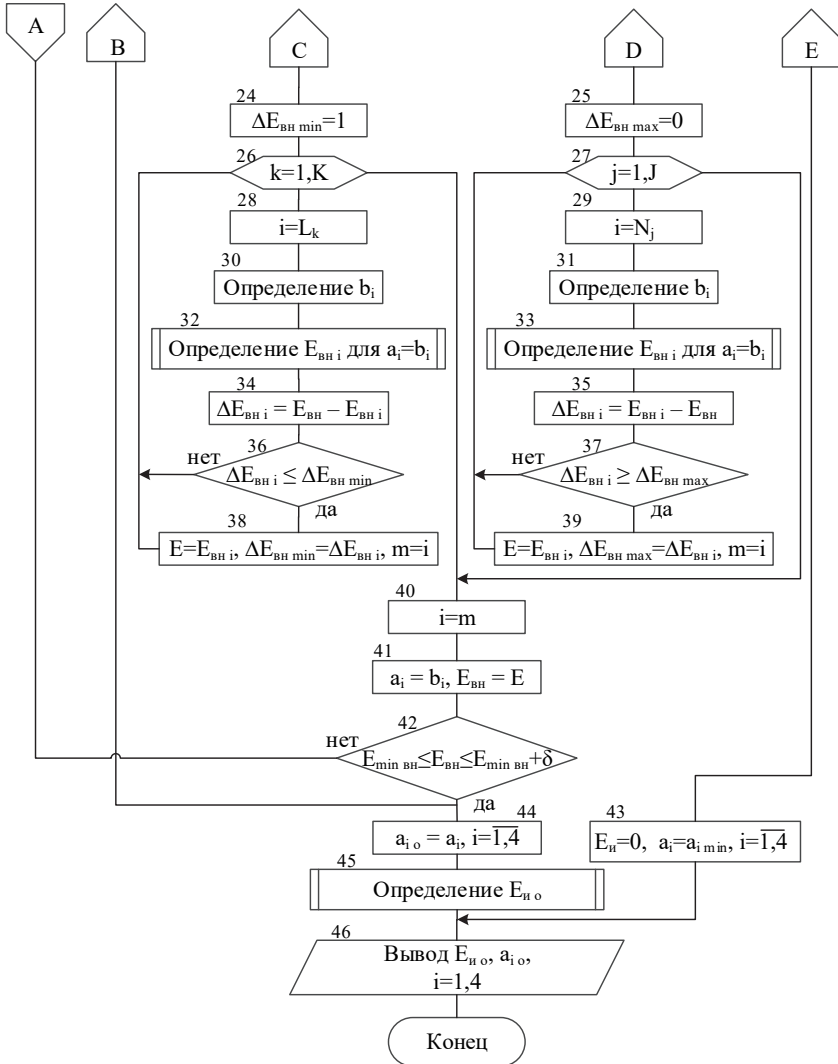 A
B
C
D
E
24
ΔEвн min=1
25
ΔEвн max=0
26
k=1,K
27
j=1,J
28
i=Lk
29
i=Nj
30
Определение bi
31
Определение bi
32
Определение Eвн i для ai=bi
33
Определение Eвн i для ai=bi
34
ΔEвн i = Eвн – Eвн i
35
ΔEвн i = Eвн i – Eвн
36
нет
ΔEвн i ≤ ΔEвн min
да
37
нет
ΔEвн i ≥ ΔEвн max
да
38
E=Eвн i, ΔEвн min=ΔEвн i, m=i
39
E=Eвн i, ΔEвн max=ΔEвн i, m=i
40
i=m
41
ai = bi, Eвн = E
42
нет
Emin вн≤Eвн≤Emin вн+δ
да
43
Eи=0, ai=ai min, i=1,4
44
ai o = ai, i=1,4
45
Определение Eи o
46
Вывод Eи o, ai o,
i=1,4
Конец